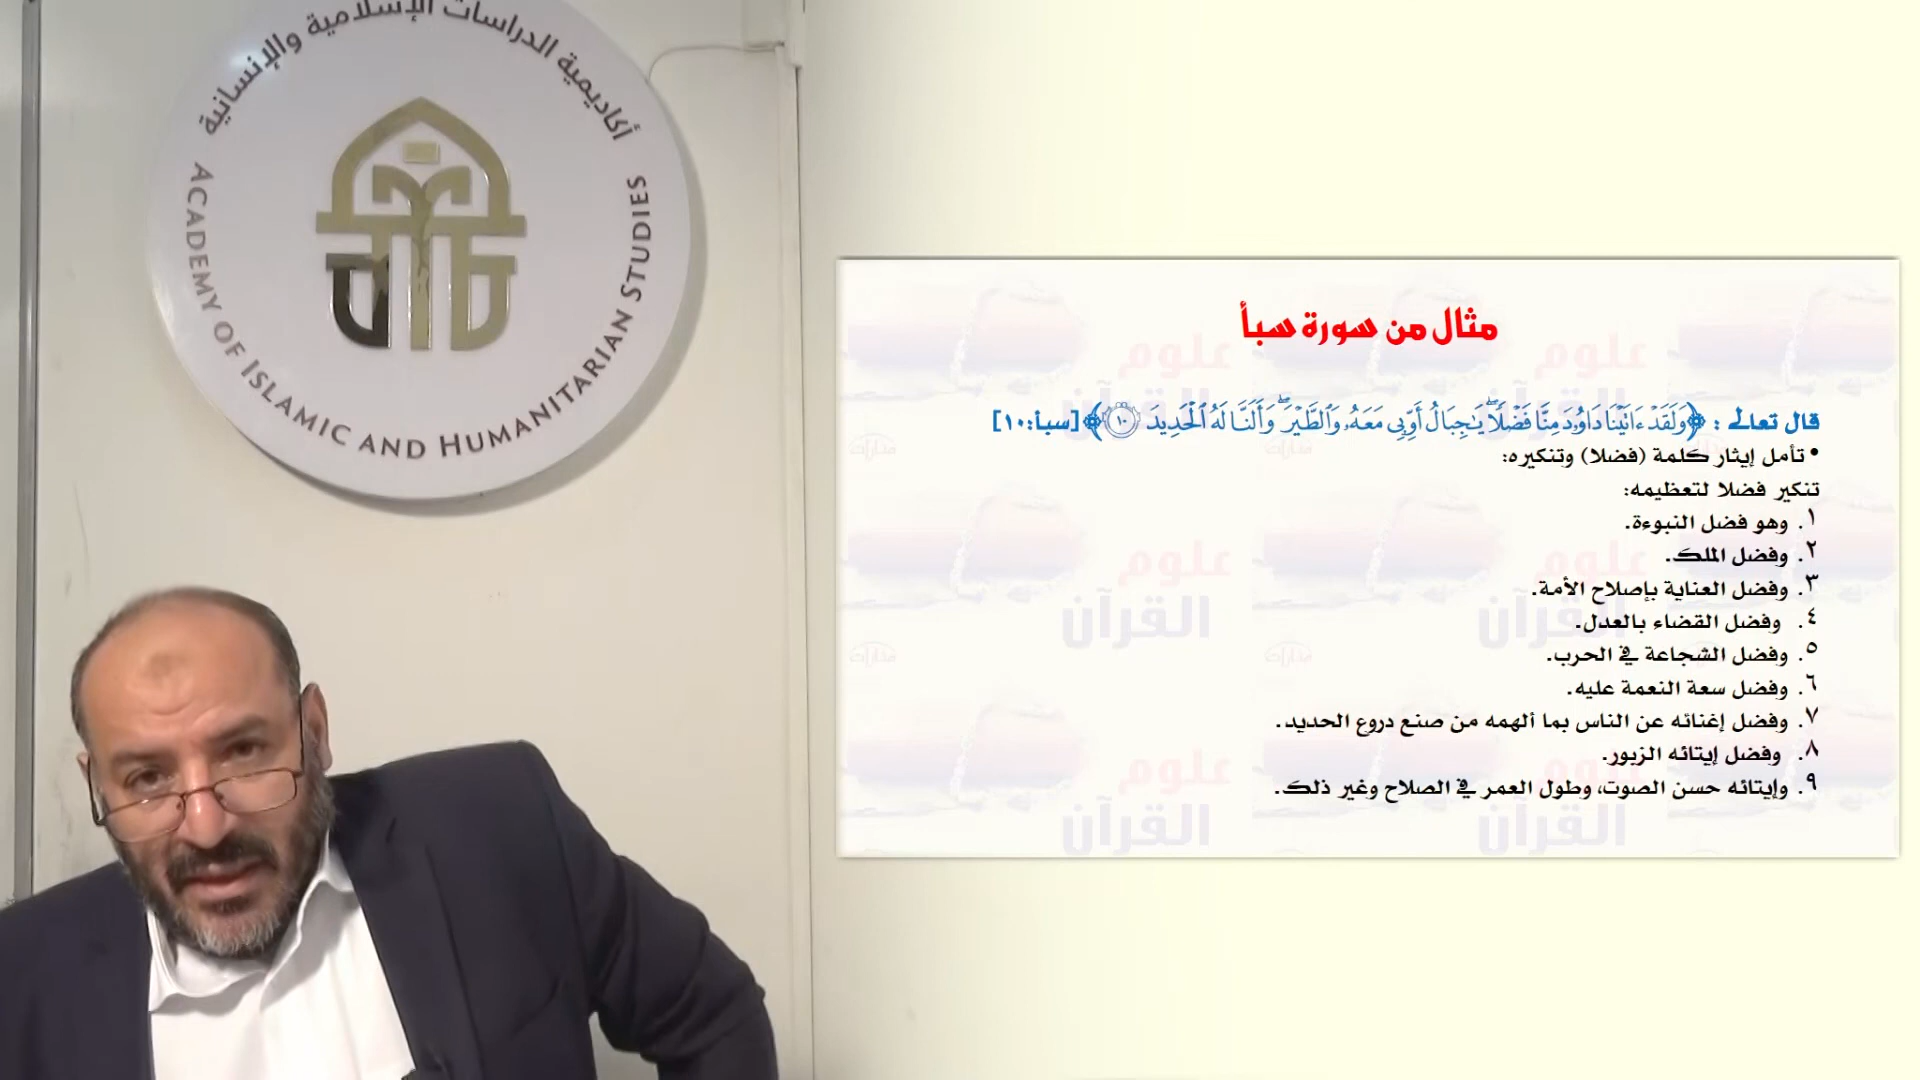 أكاديمية الدراسات الإسلامية والإنسانية
ACADEMY OF ISLAMIC AND HUMANITARIAN STUDIES
مثال من سورة سبأ
قال تعالى : ﴿وَلَقَدْ ءَاتَيْنَا دَاوُۥدَ مِنَّا فَضْلًاۖ يَٰجِبَالُ أَوِّبِى مَعَهُۥ وَٱلطَّيْرَۖ وَأَلَنَّا لَهُ ٱلْحَدِيدَ ١٠﴾ [سبأ:١٠]
• تأمل إيثار كلمة (فضلا) وتنكيره:
تنكير فضلا لتعظيمه:
١. وهو فضل النبوءة.
٢. وفضل الملك.
٣. وفضل العناية بإصلاح الأمة.
٤. وفضل القضاء بالعدل.
٥. وفضل الشجاعة في الحرب.
٦. وفضل سعة النعمة عليه.
٧. وفضل إغنائه عن الناس بما ألهمه من صنع دروع الحديد.
٨. وفضل إيتائه الزبور.
٩. وإيتائه حسن الصوت، وطول العمر في الصلاح وغير ذلك.
علوم
القرآن